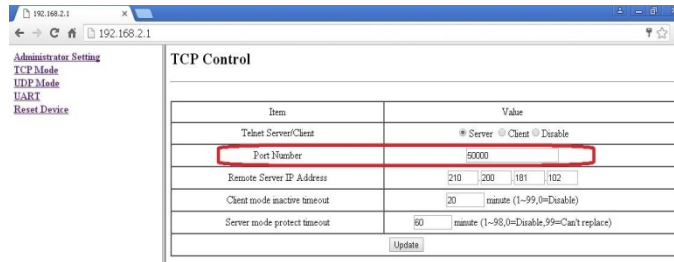 192.168.2.1
192.168.2.1
Administrator Setting
TCP Mode
UDP Mode
UART
Reset Device
TCP Control
Item Value
Telnet Server/Client Server Client Disable
Port Number 50000
Remote Server IP Address 210 .200 .181 .102
Client mode inactive timeout 20 minute (1~99,0=Disable)
Server mode protect timeout 60 minute (1~98,0=Disable,99=Can't replace)
Update